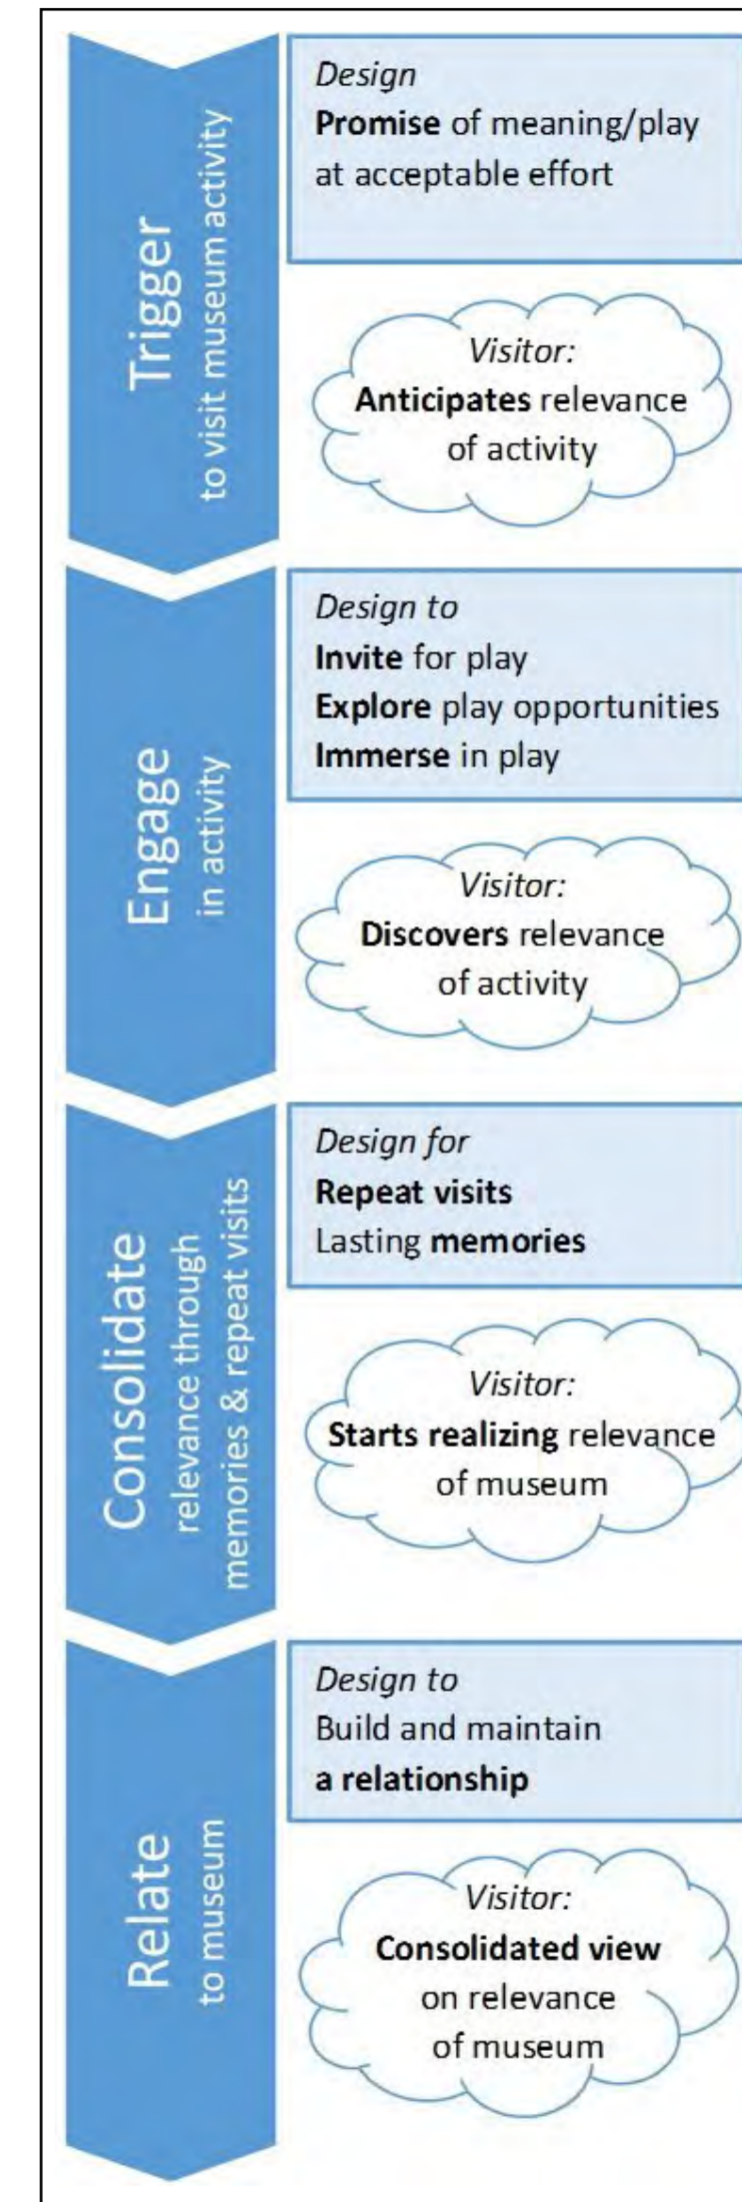 Trigger
to visit museum activity
Design
Promise of meaning/play
at acceptable effort
Visitor:
Anticipates relevance
of activity
Engage
in activity
Design to
Invite for play
Explore play opportunities
Immerse in play
Visitor:
Discovers relevance
of activity
Consolidate
relevance through
memories & repeat visits
Design for
Repeat visits
Lasting memories
Visitor:
Starts realizing relevance
of museum
Relate
to museum
Design to
Build and maintain
a relationship
Visitor:
Consolidated view
on relevance
of museum